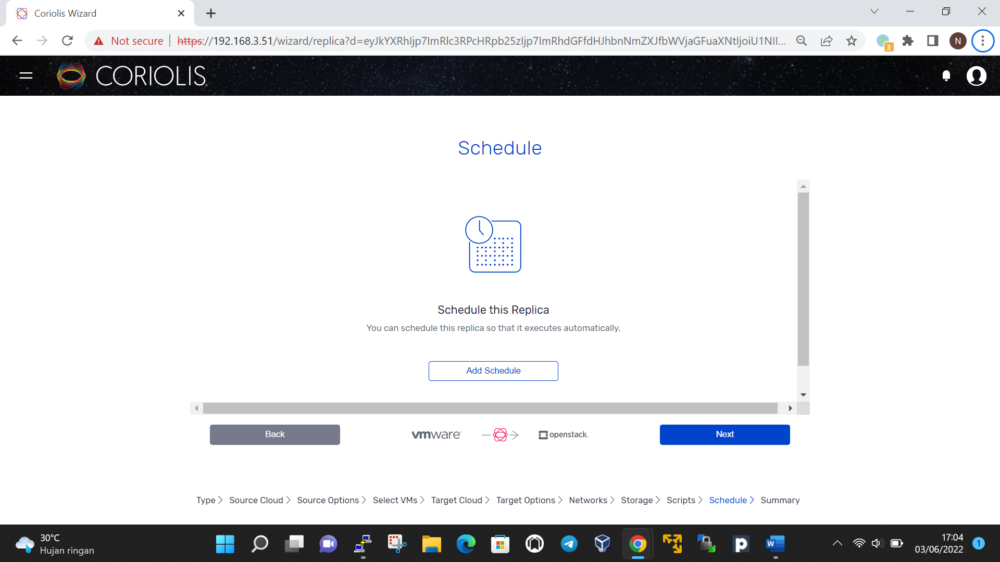 Coriolis Wizard
Not secure
https://192.168.3.51/wizard/replica?d=eyJkYXRhIjp7ImRlc3RPcHRpb25zIjp7ImRhdGFfdHJhbnNmZXJfbWVjaGFuaXNtIjoiU1NII...
3
N
CORIOLIS
Schedule
Schedule this Replica
You can schedule this replica so that it executes automatically.
Add Schedule
Back
vmware
openstack.
Next
Type Source Cloud Source Options Select VMs Target Cloud Target Options Networks Storage Scripts Schedule Summary
30°C
Hujan ringan
17:04
03/06/2022
1